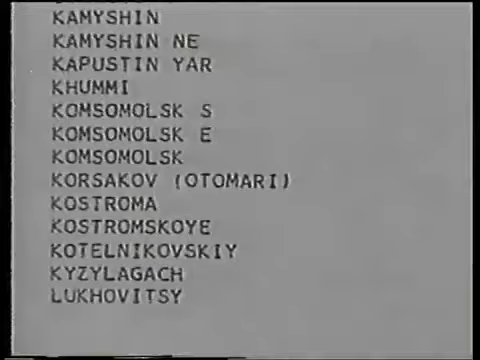 KAMYSHIN
KAMYSHIN NE
KAPUSTIN YAR
KHUMMI
KOMSOMOLSK S
KOMSOMOLSK E
KOMSOMOLSK
KORSAKOV (OTOMARI)
KOSTROMA
KOSTROMSKOYE
KOTELNIKOVSKIY
KYZYLAGACH
LUKHOVITSY